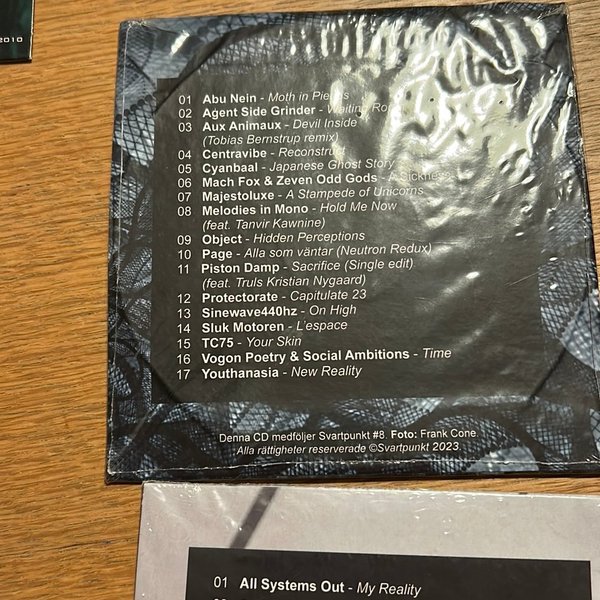 2010
01 Abu Nein - Moth in
02 Agent Side Grinder - Waiting
03 Aux Animaux - Devil Inside
(Tobias Bernstrup remix)
04 Centravibe - Reconstruct
05 Cyanbaal - Japanese Ghost Story
06 Mach Fox & Zeven Odd Gods - A Sickness
07 Majestoluxe - A Stampede of Unicorns
08 Melodies in Mono - Hold Me Now
(feat. Tanvir Kawnine)
09 Object - Hidden Perceptions
10 Page - Alla som väntar (Neutron Redux)
11 Piston Damp - Sacrifice (Single edit)
(feat. Truls Kristian Nygaard)
12 Protectorate - Capitulate 23
13 Sinewave440hz - On High
14 Sluk Motoren - L'espace
15 TC75 - Your Skin
16 Vogon Poetry & Social Ambitions - Time
17 Youthanasia - New Reality
Denna CD medföljer Svartpunkt #8. Foto: Frank Cone.
Alla rättigheter reserverade ©Svartpunkt 2023.
01 All Systems Out - My Reality